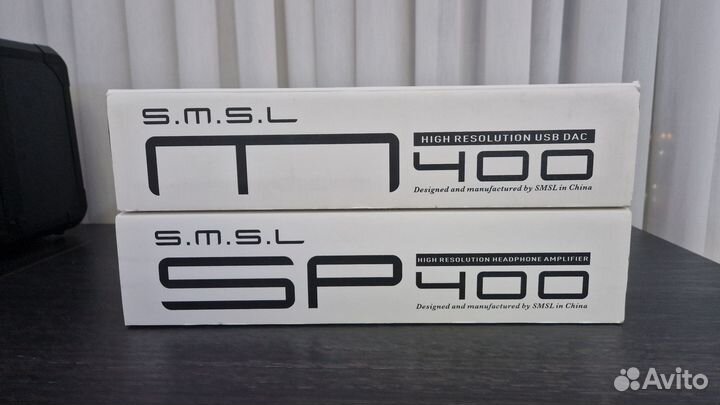 S.M.S.L
M400
HIGH RESOLUTION USB DAC
Designed and manufactured by SMSL in China
S.M.S.L
SP400
HIGH RESOLUTION HEADPHONE AMPLIFIER
Designed and manufactured by SMSL in China
Avito